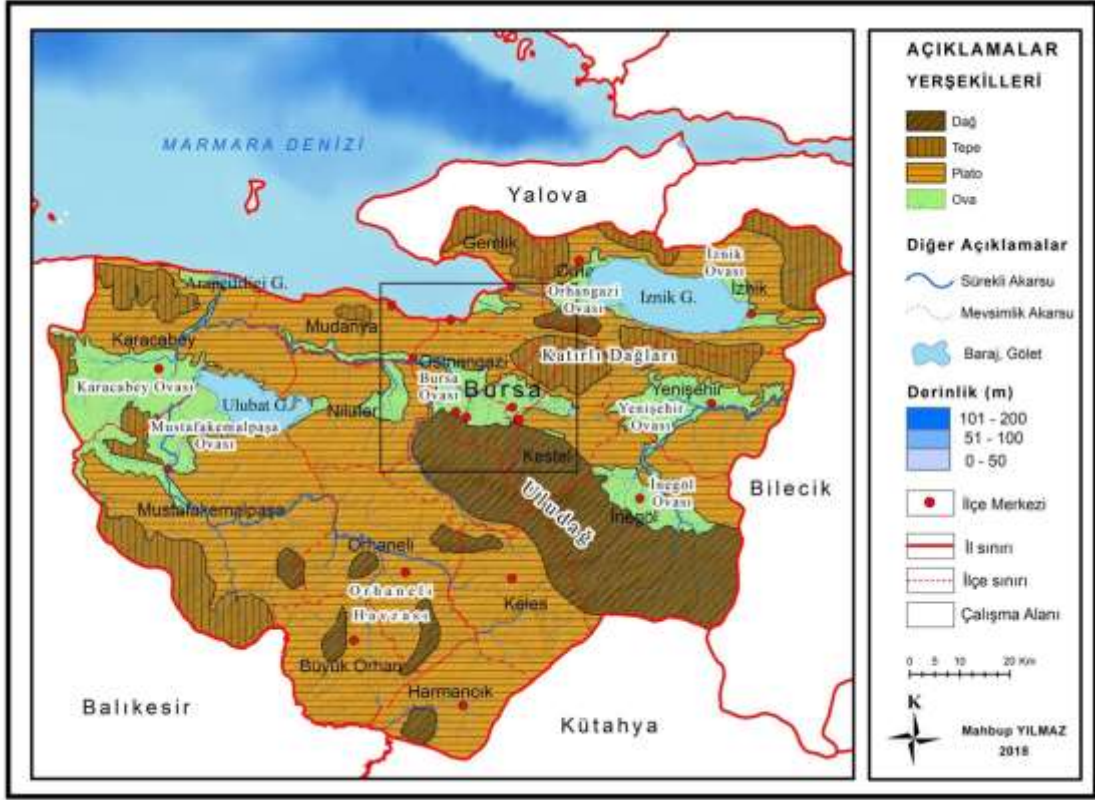 MARMARA DENİZİ
Yalova
Gemlik
İznik
Ovası
Orhangazi
Ovası
İznik G.
İznik
Mudanya
Karacabey
Osmangazi
Katırlı Dağları
Karacabey Ovası
Bursa
Ovası
Bursa
Yenişehir
Ulubat G.
Nilüfer
Yenişehir
Ovası
Mustafakemalpaşa
Ovası
Kestel
Uludağ
İnegöl
Ovası
İnegöl
Bilecik
Mustafakemalpaşa
Orhaneli
Orhaneli
Havzası
Keles
Büyük Orhan
Harmancık
Balıkesir
Kütahya
AÇIKLAMALAR
YERŞEKİLLERİ
Dağ
Tepe
Plato
Ova
Diğer Açıklamalar
Sürekli Akarsu
Mevsimlik Akarsu
Baraj, Gölet
Derinlik (m)
101 - 200
51 - 100
0 - 50
İlçe Merkezi
İl sınırı
İlçe sınırı
Çalışma Alanı
0 5 10 20 Km
K
Mahbup YILMAZ
2018